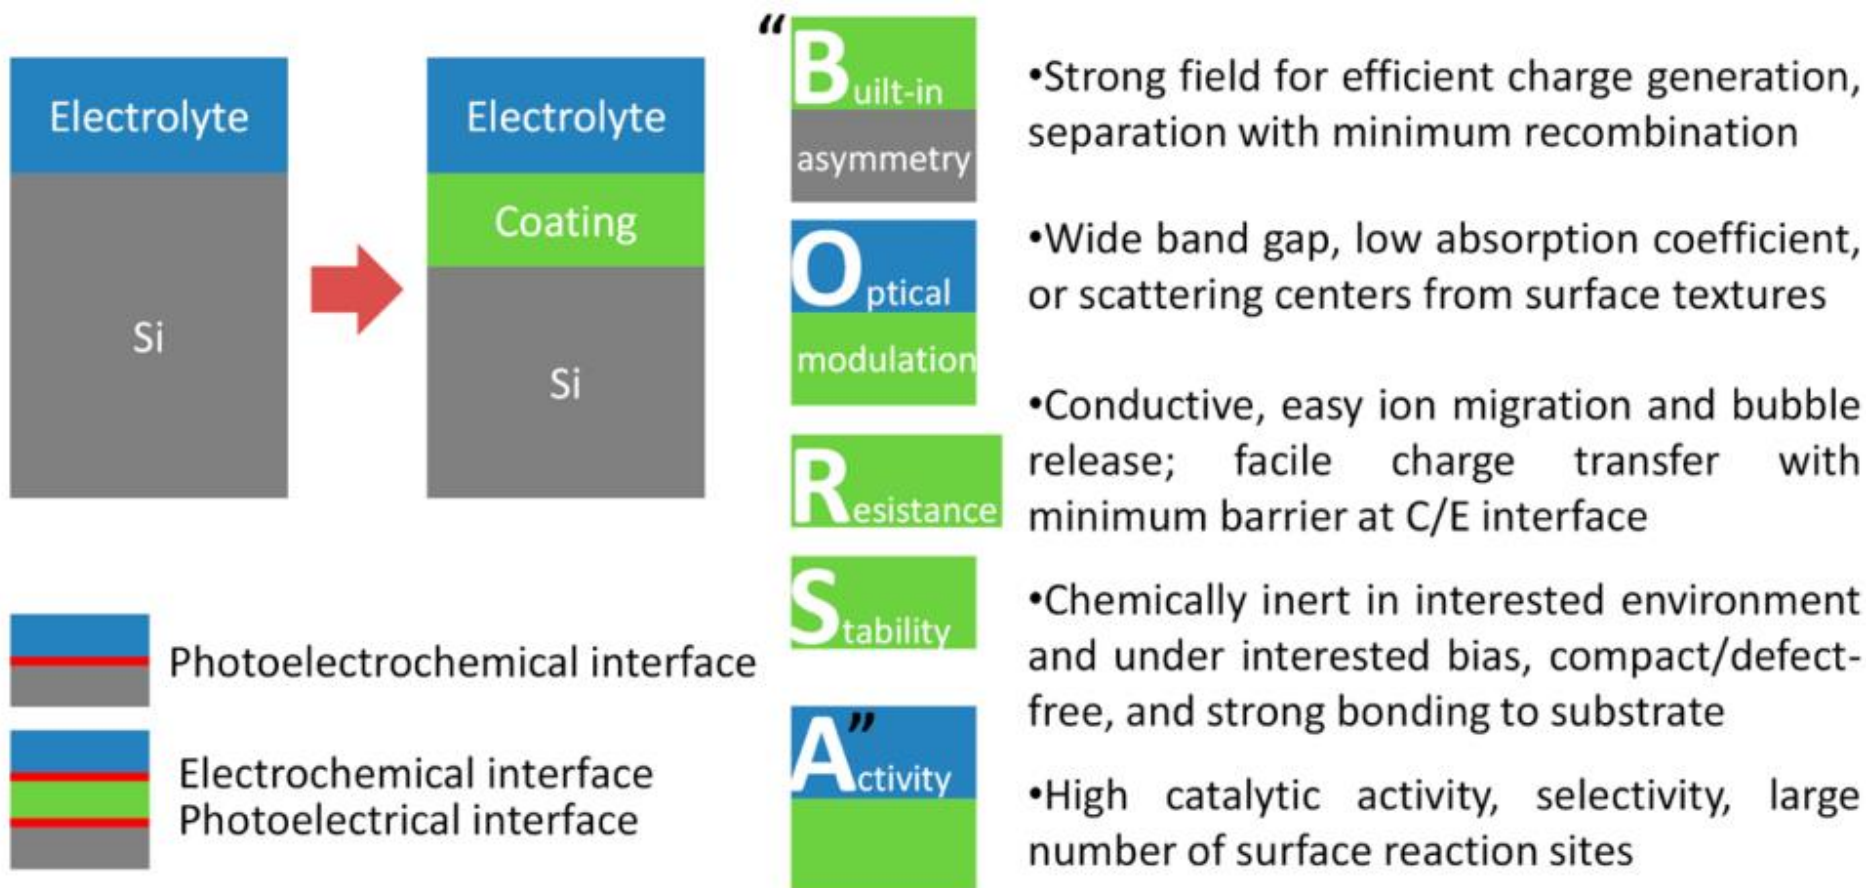 Electrolyte
Si
Electrolyte
Coating
Si
Photoelectrochemical interface
Electrochemical interface
Photoelectrical interface
“Built-in
asymmetry
•Strong field for efficient charge generation,
separation with minimum recombination
Optical
modulation
•Wide band gap, low absorption coefficient,
or scattering centers from surface textures
Resistance
•Conductive, easy ion migration and bubble
release; facile charge transfer with
minimum barrier at C/E interface
Stability
•Chemically inert in interested environment
and under interested bias, compact/defect-
free, and strong bonding to substrate
A”ctivity
•High catalytic activity, selectivity, large
number of surface reaction sites